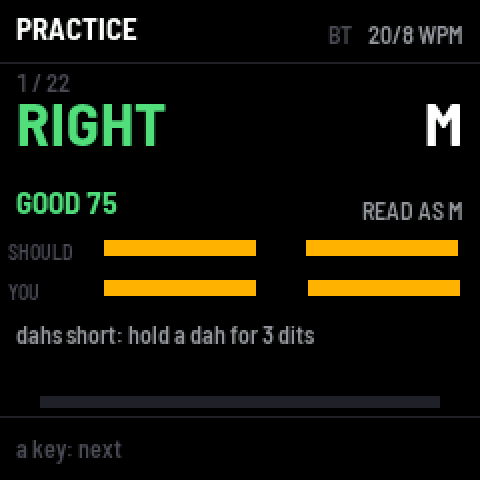 PRACTICE
BT 20/8 WPM
1 / 22
RIGHT M
GOOD 75
READ AS M
SHOULD
YOU
dahs short: hold a dah for 3 dits
a key: next